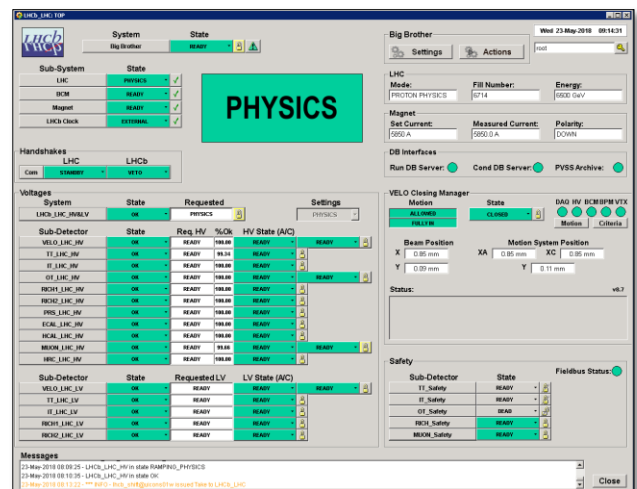 LHCb_LHC: TOP
LHCb
System State
Big Brother READY
Sub-System State
LHC PHYSICS
BCM READY
Magnet READY
LHCb Clock EXTERNAL
PHYSICS
Handshakes
LHC LHCb
Com STANDBY VETO
Big Brother
Settings Actions
Wed 23-May-2018 09:14:31
root
LHC
Mode: Fill Number: Energy:
PROTON PHYSICS 6714 6500 GeV
Magnet
Set Current: Measured Current: Polarity:
5850 A 5850.0 A DOWN
DB Interfaces
Run DB Server: Cond DB Server: PVSS Archive:
Voltages
System State Requested Settings
LHCb_LHC_HV&LV OK PHYSICS PHYSICS
Sub-Detector State Req. HV %Ok HV State (A/C)
VELO_LHC_HV OK READY 100.00 READY READY
TT_LHC_HV OK READY READY
IT_LHC_HV OK READY 100.00 READY
OT_LHC_HV OK READY 100.00 READY READY
RICH1_LHC_HV OK READY 100.00 READY
RICH2_LHC_HV OK READY 100.00 READY
PRS_LHC_HV OK READY 100.00 READY
ECAL_LHC_HV OK READY 100.00 READY
HCAL_LHC_HV OK READY 100.00 READY
MUON_LHC_HV OK READY READY READY
HRC_LHC_HV OK READY 100.00 READY
Sub-Detector State Requested LV LV State (A/C)
VELO_LHC_LV OK READY READY READY
TT_LHC_LV OK READY READY
IT_LHC_LV OK READY READY
RICH1_LHC_LV OK READY READY
RICH2_LHC_LV OK READY READY
VELO Closing Manager
Motion State DAQ HV BCM BPM VTX
ALLOWED CLOSED
FULLY IN Motion Criteria
Beam Position Motion System Position
X 0.85 mm XA 0.85 mm XC 0.85 mm
Y 0.09 mm Y 0.11 mm
Status: v8.7
Safety
Fieldbus Status:
Sub-Detector State
TT_Safety READY
IT_Safety READY
OT_Safety DEAD
RICH_Safety READY
MUON_Safety READY
Messages
23-May-2018 08:09:25 - LHCb_LHC_HV in state RAMPING_PHYSICS
23-May-2018 08:10:35 - LHCb_LHC_HV in state OK
23-May-2018 08:13:22 - *** INFO - issued Take to LHCb_LHC
Close